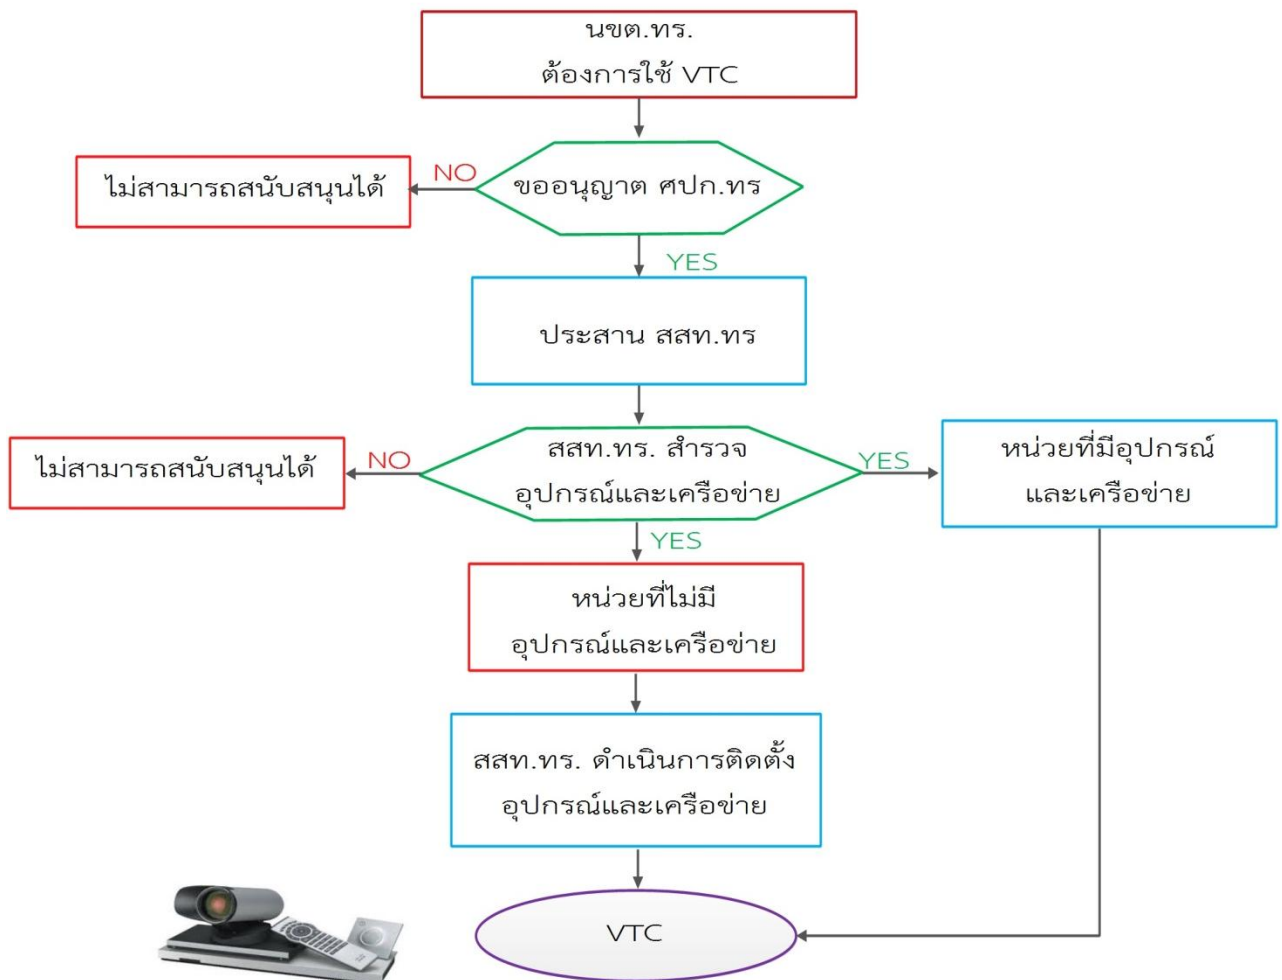 นขต.ทร.
ต้องการใช้ VTC
ไม่สามารถสนับสนุนได้
NO
ขออนุญาต ศปก.ทร
YES
ประสาน สสท.ทร
ไม่สามารถสนับสนุนได้
NO
สสท.ทร. สำรวจ
อุปกรณ์และเครือข่าย
YES
หน่วยที่มีอุปกรณ์
และเครือข่าย
YES
หน่วยที่ไม่มี
อุปกรณ์และเครือข่าย
สสท.ทร. ดำเนินการติดตั้ง
อุปกรณ์และเครือข่าย
VTC